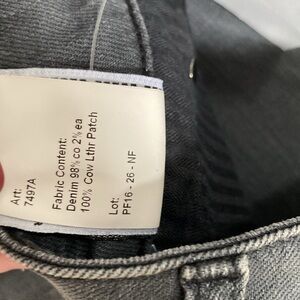 Art:
7497A
Fabric Content:
Denim 98% co 2% ea
100% Cow Lthr Patch
Lot:
PF16 - 26 - NF